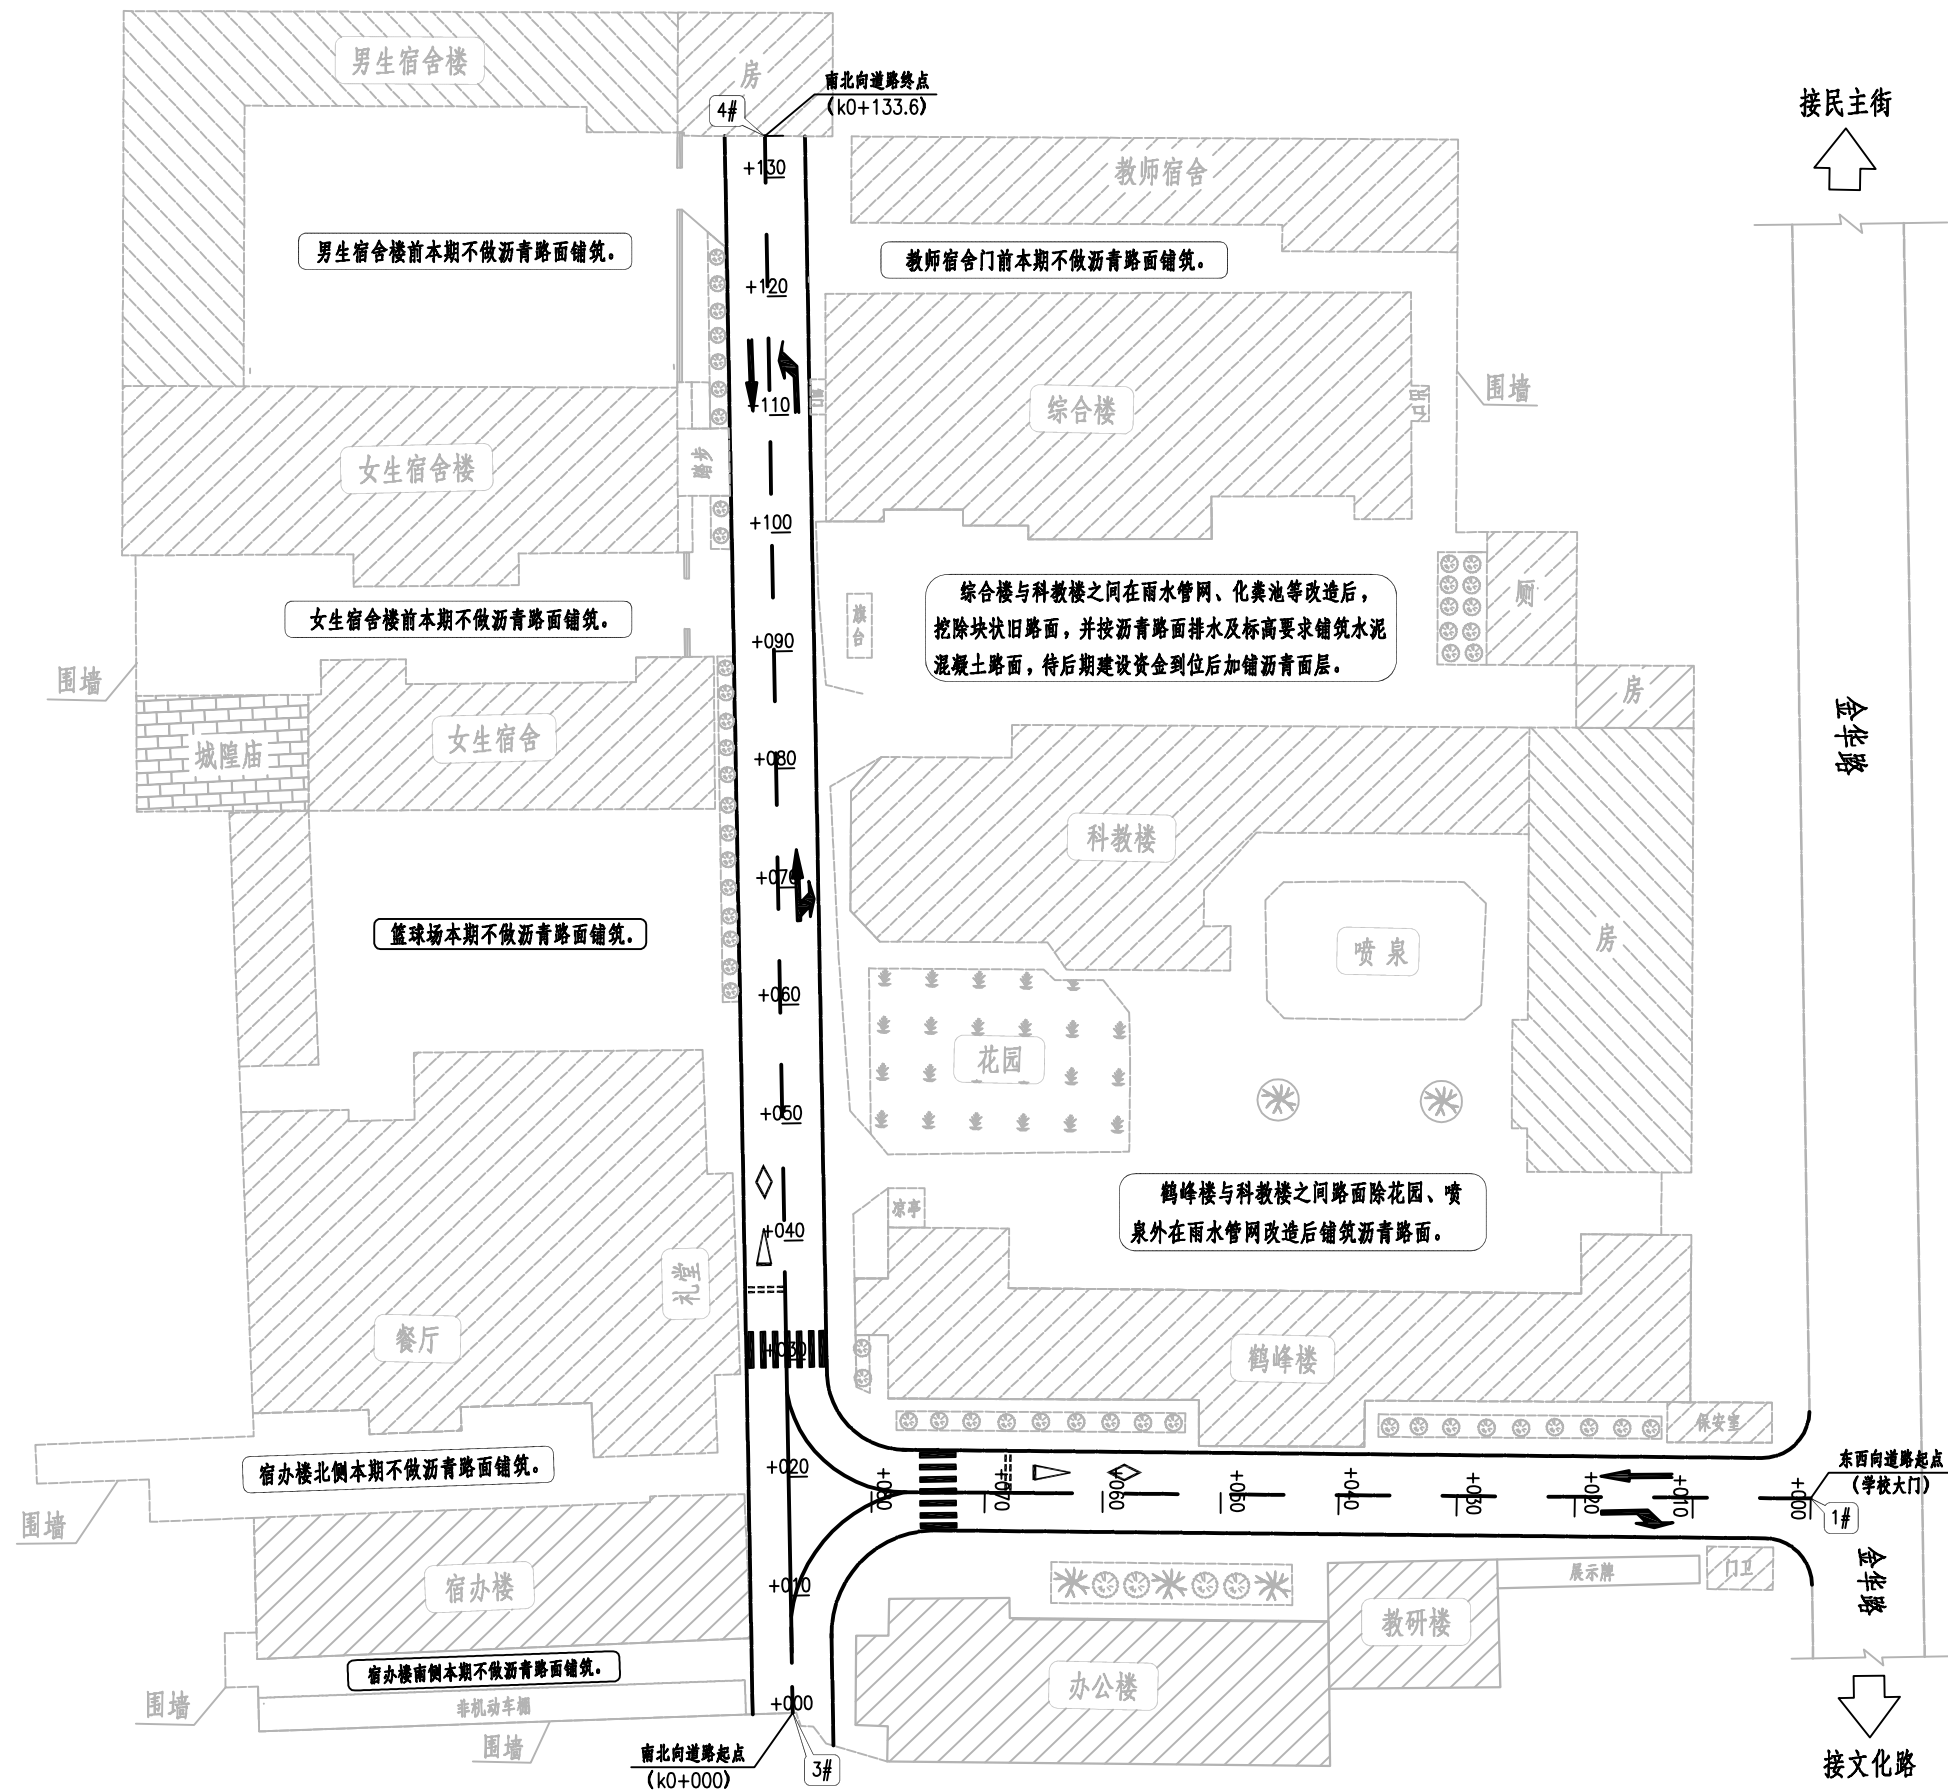 男生宿舍楼
房
南北向道路终点
(k0+133.6)
4#
接民主街
+130
教师宿舍
男生宿舍楼前本期不做沥青路面铺筑。
教师宿舍门前本期不做沥青路面铺筑。
+120
围墙
+110
综合楼
出口
女生宿舍楼
踏步
+100
综合楼与科教楼之间在雨水管网、化粪池等改造后，
挖除块状旧路面，并按沥青路面排水及标高要求铺筑水泥
混凝土路面，待后期建设资金到位后加铺沥青面层。
厕
旗台
女生宿舍楼前本期不做沥青路面铺筑。
+090
围墙
房
金华路
女生宿舍
城隍庙
+080
科教楼
+070
篮球场本期不做沥青路面铺筑.
喷泉
房
+060
花园
+050
鹤峰楼与科教楼之间路面除花园、喷
泉外在雨水管网改造后铺筑沥青路面。
凉亭
+040
礼堂
餐厅
+030
鹤峰楼
保安室
宿办楼北侧本期不做沥青路面铺筑。
+020
+080
+070
+060
+050
+040
+030
+020
+010
+000
东西向道路起点
(学校大门)
1#
围墙
宿办楼
+010
展示牌
门卫
金华路
教研楼
宿办楼南侧本期不做沥青路面铺筑。
办公楼
围墙
非机动车棚
+000
围墙
南北向道路起点
(k0+000)
3#
接文化路